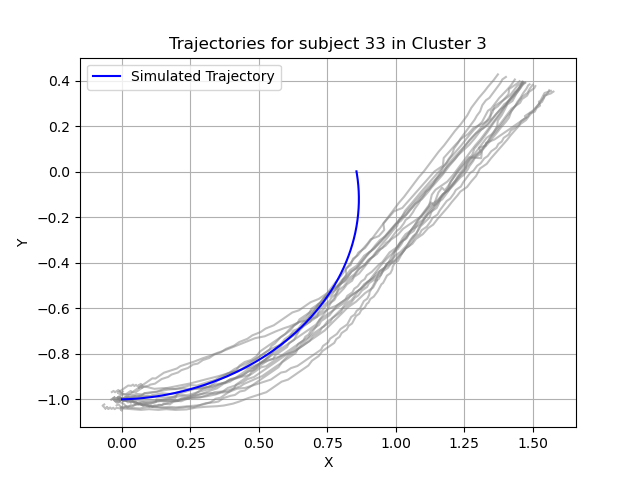 Trajectories for subject 33 in Cluster 3
Simulated Trajectory
0.4
0.2
0.0
−0.2
−0.4
−0.6
−0.8
−1.0
Y
0.00 0.25 0.50 0.75 1.00 1.25 1.50
X